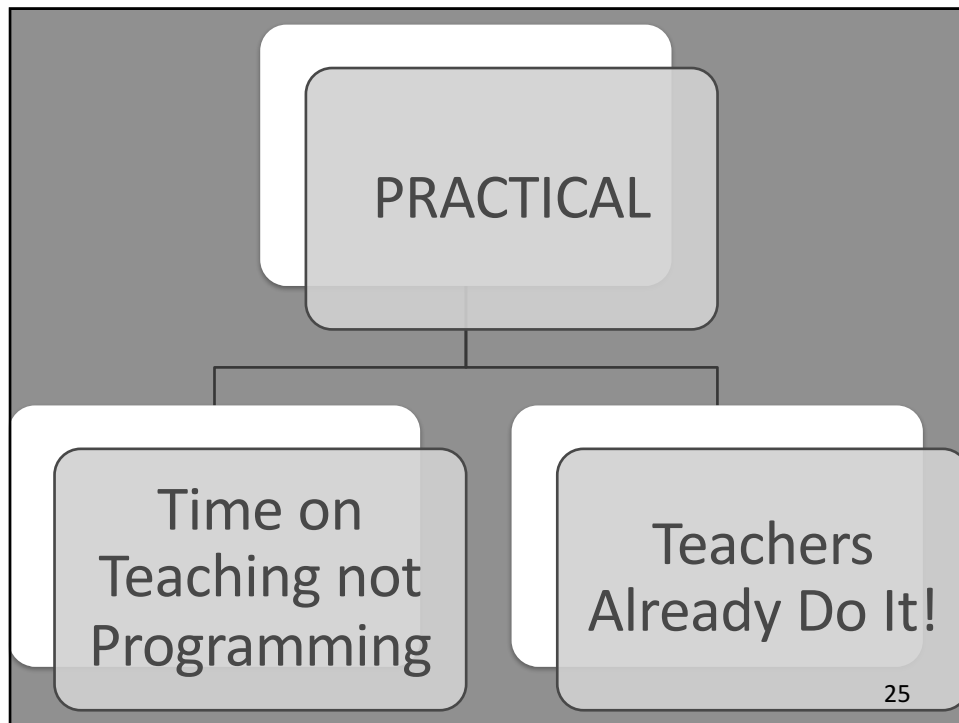 PRACTICAL
Time on
Teaching not
Programming
Teachers
Already Do It!
25